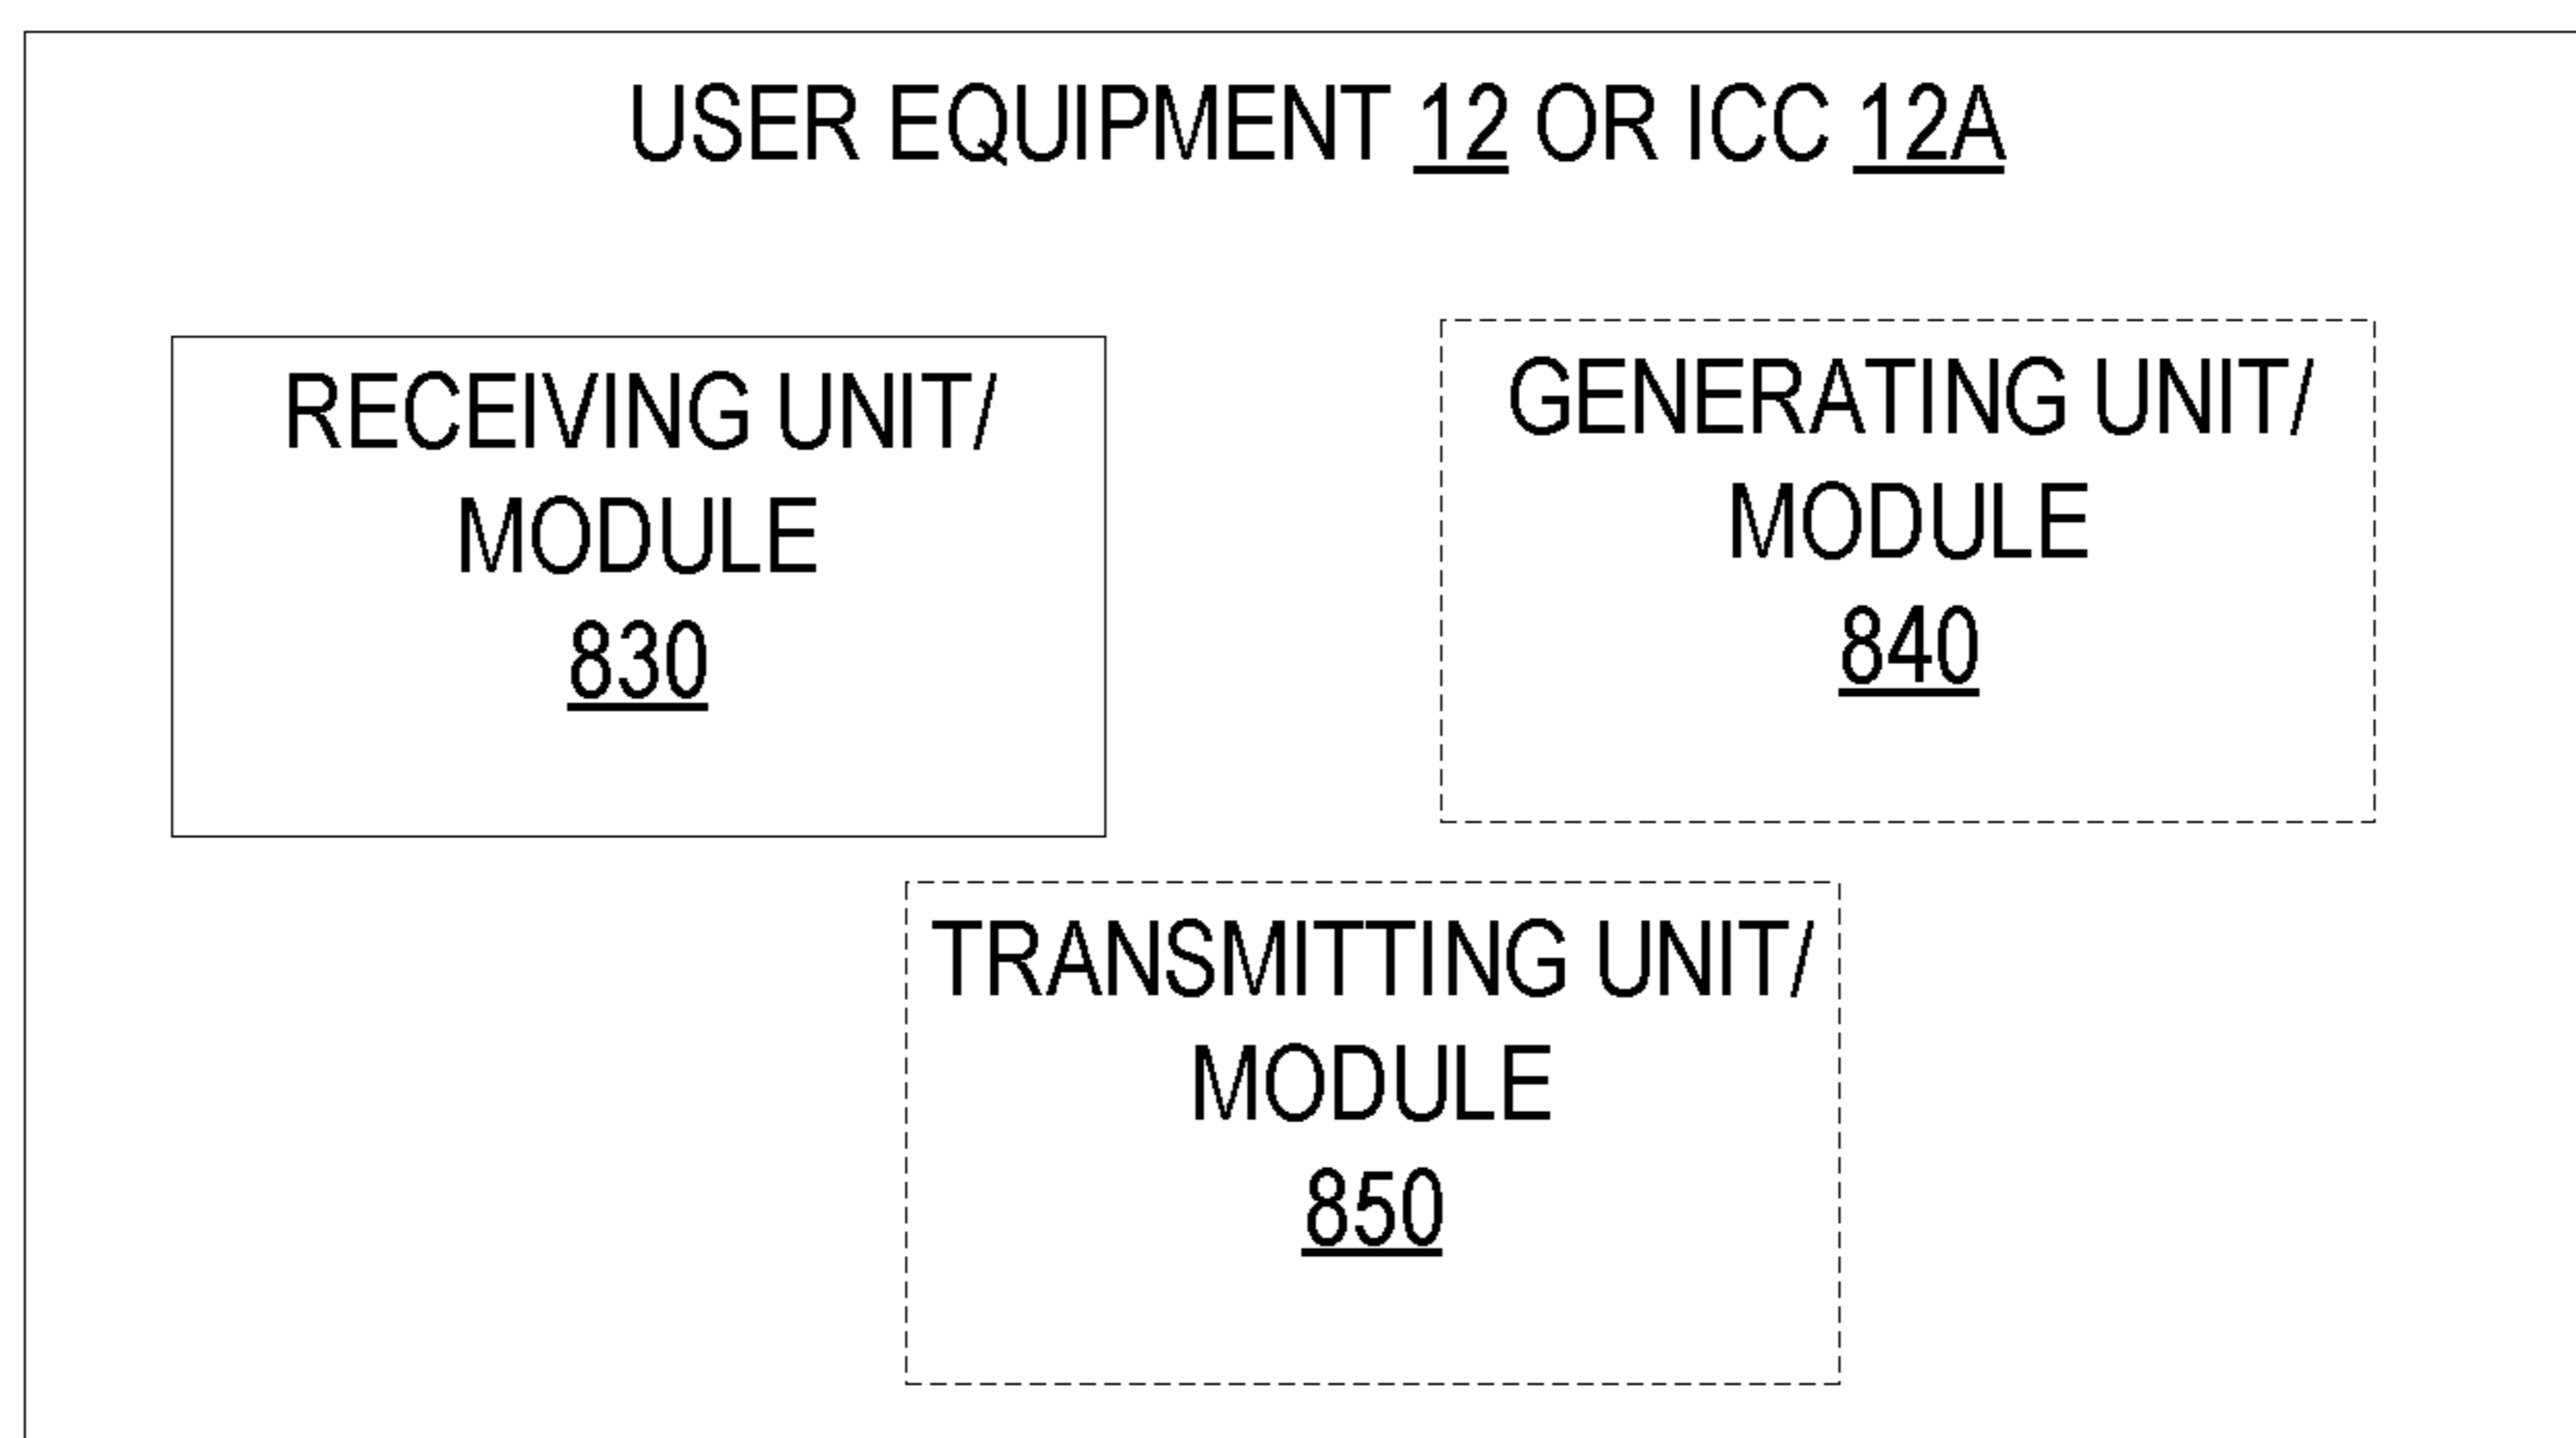 USER EQUIPMENT 12 OR ICC 12A
RECEIVING UNIT/
MODULE
830
GENERATING UNIT/
MODULE
840
TRANSMITTING UNIT/
MODULE
850